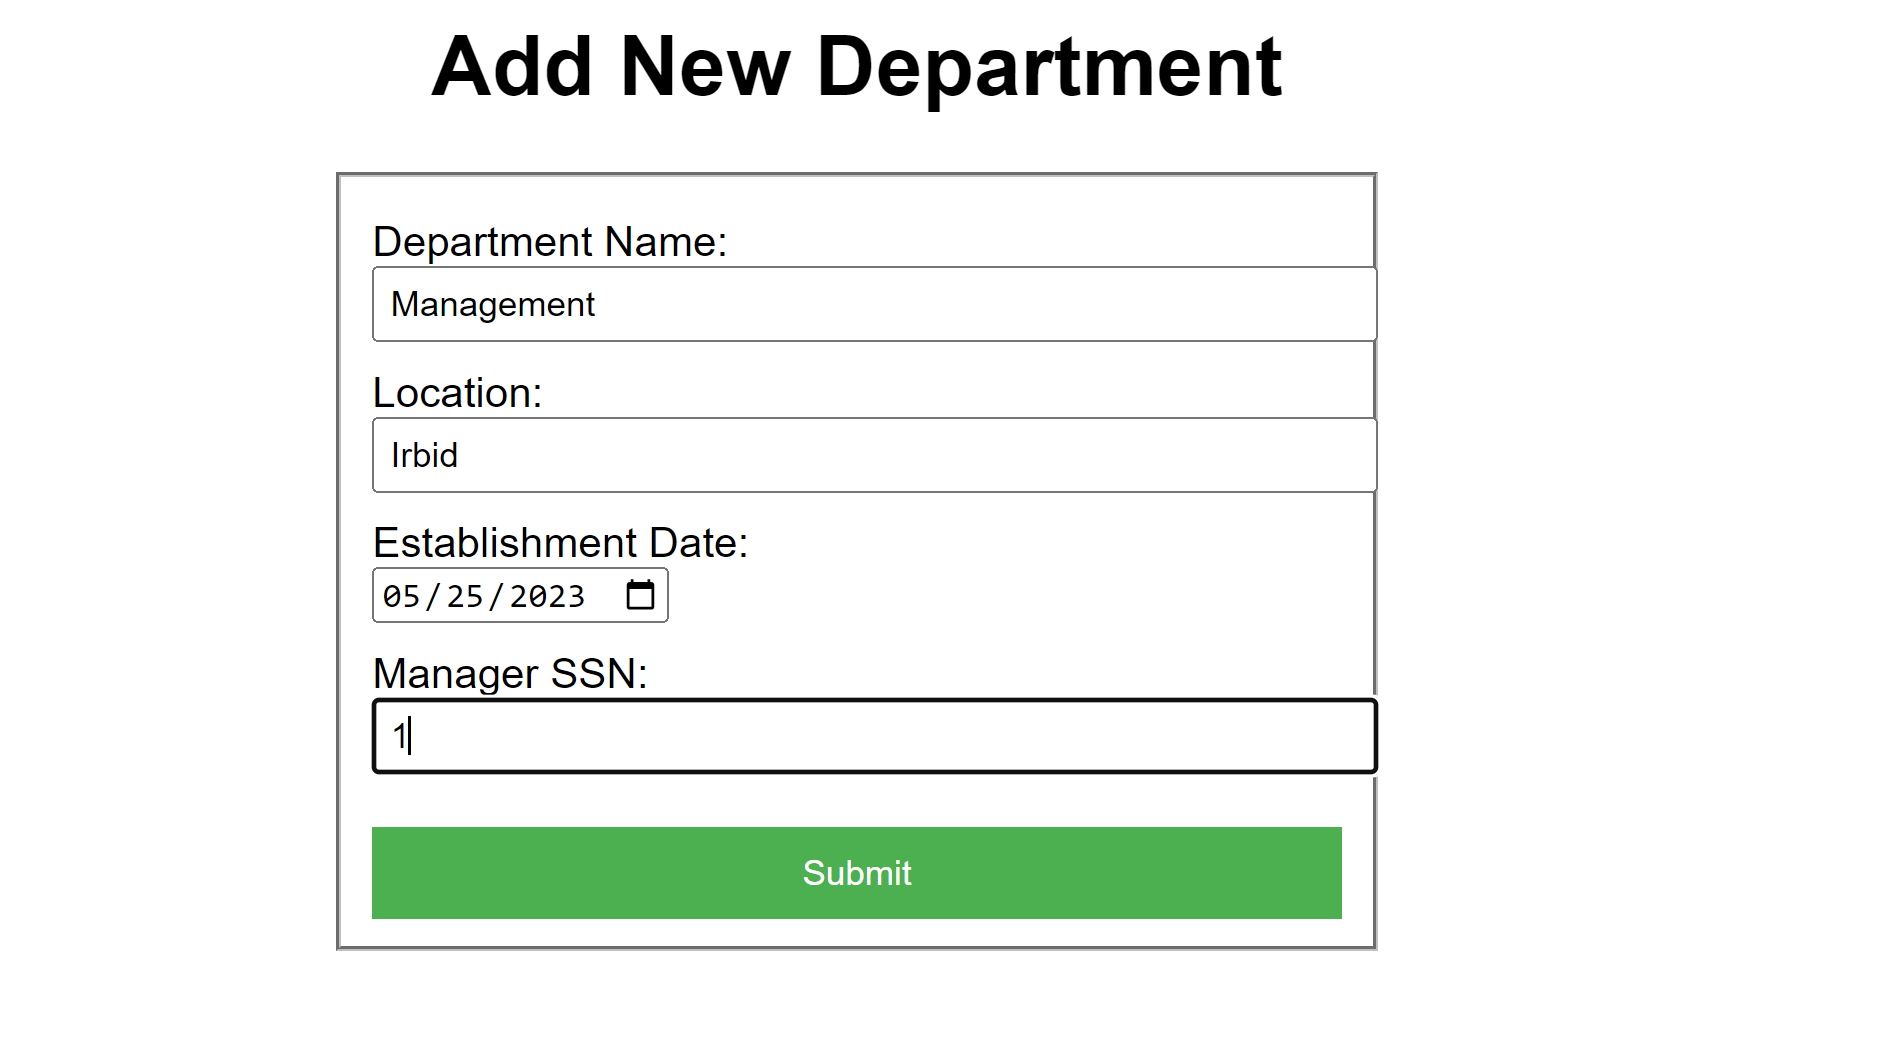 Add New Department
Department Name:
Management
Location:
Irbid
Establishment Date:
05/25/2023
Manager SSN:
1
Submit